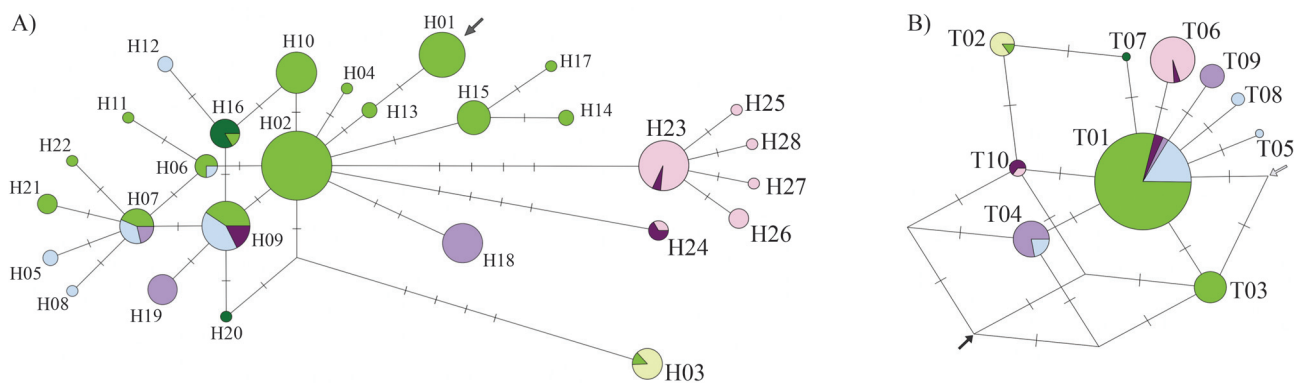 A)
H01
H12
H10
H04
H17
H11
H16
H02
H13
H15
H14
H25
H23
H28
H22
H06
H27
H21
H07
H09
H26
H24
H05
H18
H08
H19
H20
H03
B)
T02
T07
T06
T09
T08
T01
T05
T10
T04
T03